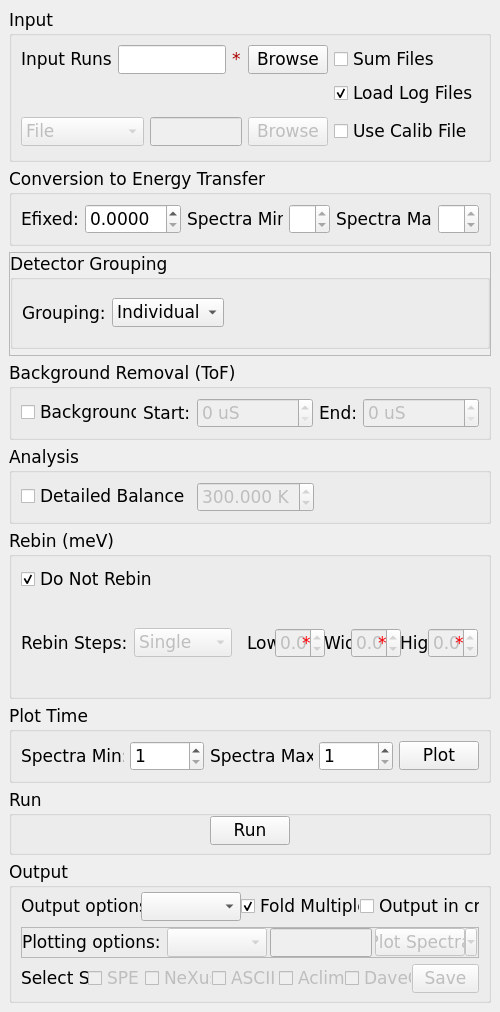 Input
Input Runs * Browse Sum Files
Load Log Files
File Browse Use Calib File
Conversion to Energy Transfer
Efixed: 0.0000 Spectra Min Spectra Ma
Detector Grouping
Grouping: Individual
Background Removal (ToF)
Background Start: 0 uS End: 0 uS
Analysis
Detailed Balance 300.000 K
Rebin (meV)
Do Not Rebin
Rebin Steps: Single Low 0.0 * Wid 0.0 * Hig 0.0 *
Plot Time
Spectra Min: 1 Spectra Max 1 Plot
Run
Run
Output
Output options Fold Multiple Output in cr
Plotting options: Plot Spectra
Select S SPE NeXu ASCII Aclim Dave Save